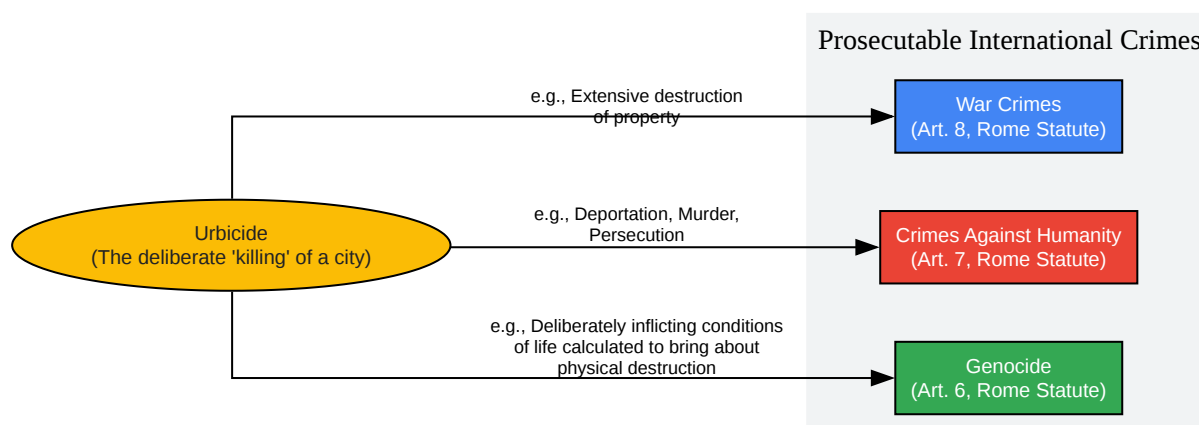 Prosecutable International Crimes
e.g., Extensive destruction
of property
War Crimes
(Art. 8, Rome Statute)
Urbicide
(The deliberate 'killing' of a city)
e.g., Deportation, Murder,
Persecution
Crimes Against Humanity
(Art. 7, Rome Statute)
e.g., Deliberately inflicting conditions
of life calculated to bring about
physical destruction
Genocide
(Art. 6, Rome Statute)